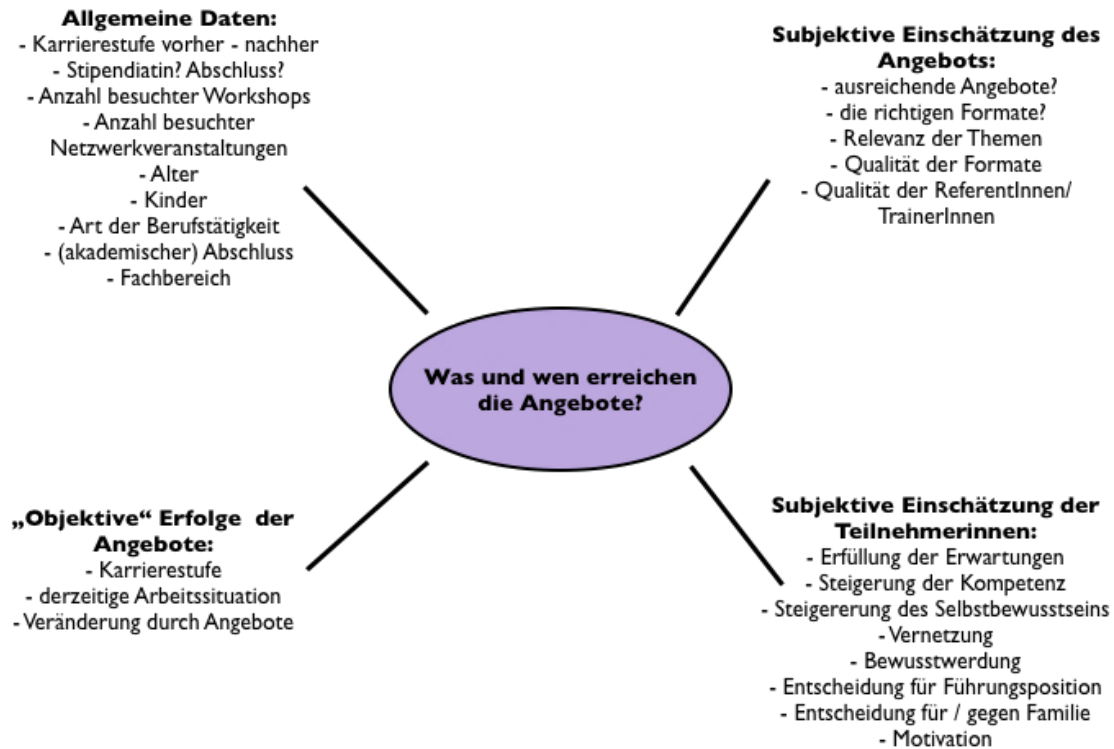 Allgemeine Daten:
- Karrierestufe vorher - nachher
- Stipendiatin? Abschluss?
- Anzahl besuchter Workshops
- Anzahl besuchter
Netzwerkveranstaltungen
- Alter
- Kinder
- Art der Berufstätigkeit
- (akademischer) Abschluss
- Fachbereich
Subjektive Einschätzung des
Angebots:
- ausreichende Angebote?
- die richtigen Formate?
- Relevanz der Themen
- Qualität der Formate
- Qualität der ReferentInnen/
TrainerInnen
Was und wen erreichen
die Angebote?
„Objektive“ Erfolge der
Angebote:
- Karrierestufe
- derzeitige Arbeitssituation
- Veränderung durch Angebote
Subjektive Einschätzung der
Teilnehmerinnen:
- Erfüllung der Erwartungen
- Steigerung der Kompetenz
- Steigererung des Selbstbewusstseins
- Vernetzung
- Bewusstwerdung
- Entscheidung für Führungsposition
- Entscheidung für / gegen Familie
- Motivation